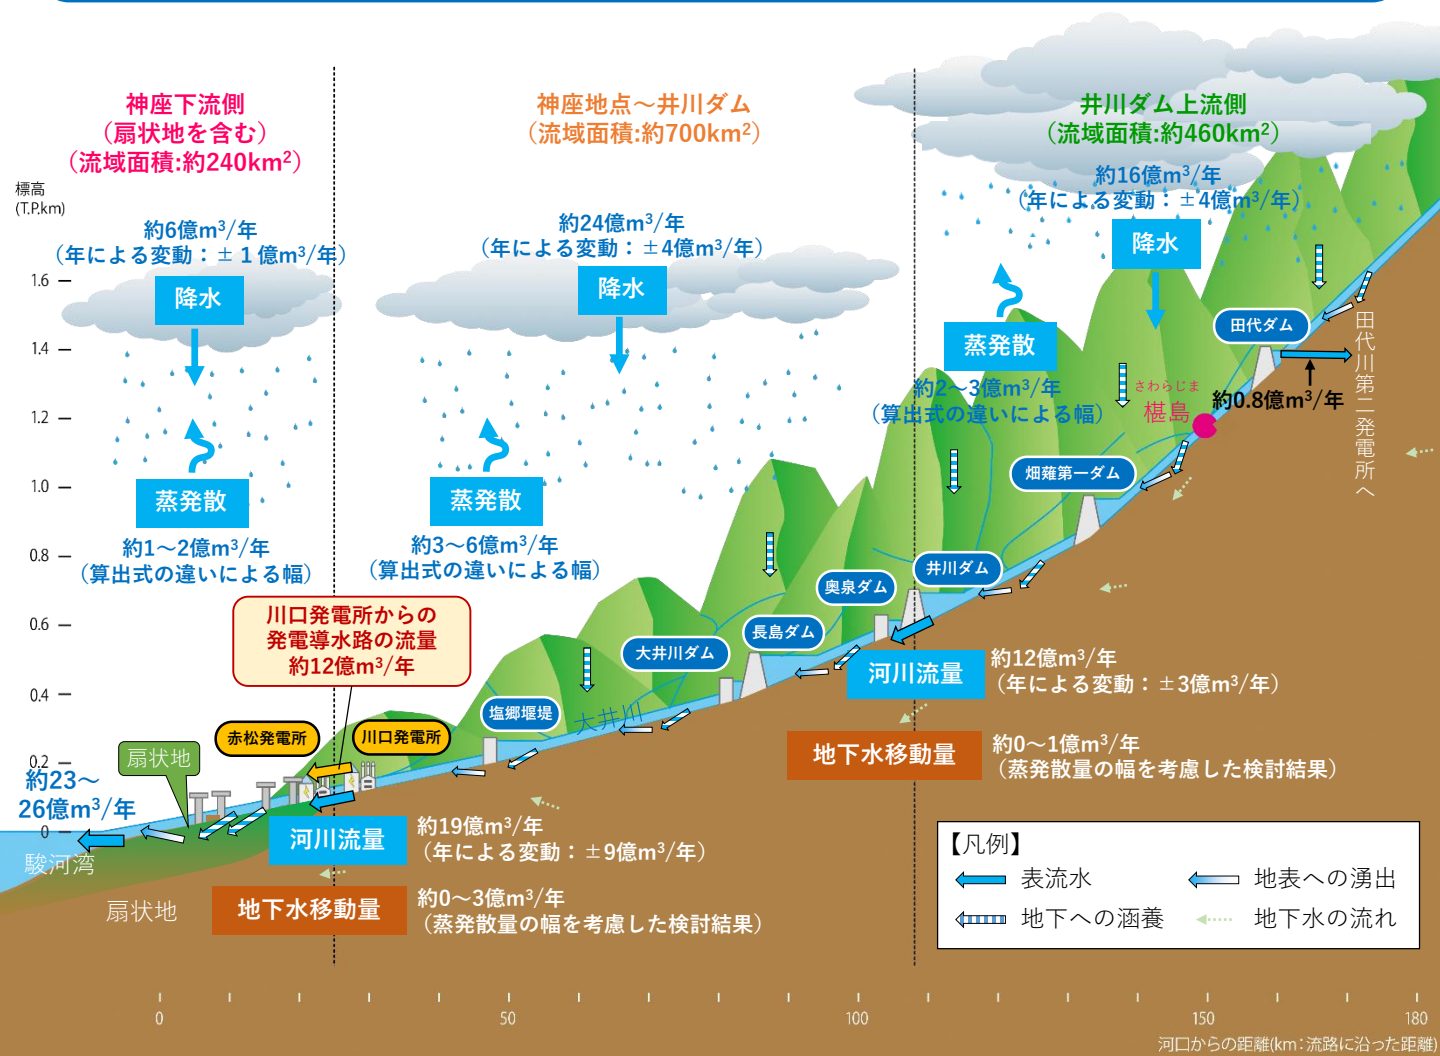 神座下流側
（扇状地を含む）
（流域面積:約240km²）
神座地点～井川ダム
（流域面積:約700km²）
井川ダム上流側
（流域面積:約460km²）
標高
(T.P.km)
約6億m³/年
（年による変動：±１億m³/年）
降水
約24億m³/年
（年による変動：±4億m³/年）
降水
約16億m³/年
（年による変動：±4億m³/年）
降水
1.6
1.4
1.2
1.0
0.8
0.6
0.4
0.2
0
蒸発散
約1～2億m³/年
（算出式の違いによる幅）
蒸発散
約3～6億m³/年
（算出式の違いによる幅）
蒸発散
約2～3億m³/年
（算出式の違いによる幅）
田代ダム
約0.8億m³/年
田代川第二発電所へ
さわらじま
椹島
畑薙第一ダム
井川ダム
奥泉ダム
長島ダム
大井川ダム
塩郷堰堤
大井川
川口発電所からの
発電導水路の流量
約12億m³/年
赤松発電所
川口発電所
扇状地
約23～
26億m³/年
駿河湾
扇状地
河川流量
約12億m³/年
（年による変動：±3億m³/年）
地下水移動量
約0～1億m³/年
（蒸発散量の幅を考慮した検討結果）
河川流量
約19億m³/年
（年による変動：±9億m³/年）
地下水移動量
約0～3億m³/年
（蒸発散量の幅を考慮した検討結果）
【凡例】
表流水
地表への湧出
地下への涵養
地下水の流れ
0
50
100
150
180
河口からの距離(km：流路に沿った距離)